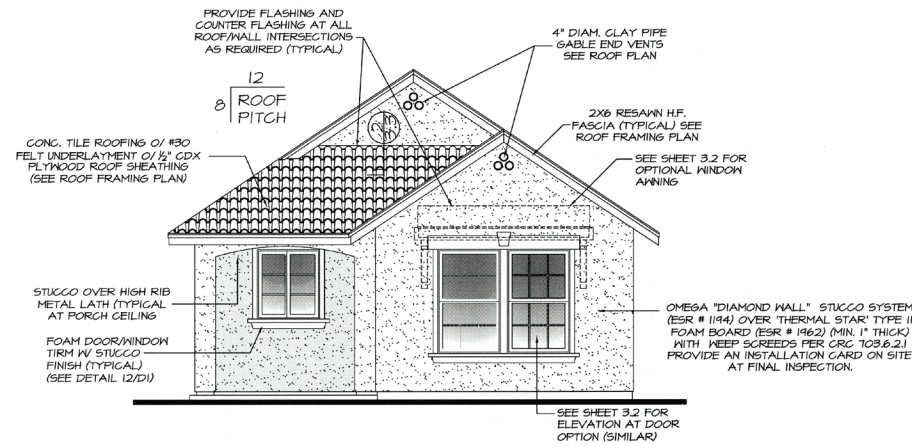 PROVIDE FLASHING AND
COUNTER FLASHING AT ALL
ROOF/WALL INTERSECTIONS
AS REQUIRED (TYPICAL)
4" DIAM. CLAY PIPE
GABLE END VENTS
SEE ROOF PLAN
12
8 ROOF
PITCH
2X6 RESAWN H.F.
FASCIA (TYPICAL) SEE
ROOF FRAMING PLAN
CONC. TILE ROOFING O/ #30
FELT UNDERLAYMENT O/ ½" CDX
PLYWOOD ROOF SHEATHING
(SEE ROOF FRAMING PLAN)
SEE SHEET 3.2 FOR
OPTIONAL WINDOW
AWNING
STUCCO OVER HIGH RIB
METAL LATH (TYPICAL
AT PORCH CEILING
FOAM DOOR/WINDOW
TIRM W/ STUCCO
FINISH (TYPICAL)
(SEE DETAIL 12/D1)
OMEGA "DIAMOND WALL" STUCCO SYSTEM
(ESR # 1194) OVER 'THERMAL STAR' TYPE II
FOAM BOARD (ESR # 1962) (MIN. 1" THICK)
WITH WEEP SCREEDS PER CRC 703.6.2.1
PROVIDE AN INSTALLATION CARD ON SITE
AT FINAL INSPECTION.
SEE SHEET 3.2 FOR
ELEVATION AT DOOR
OPTION (SIMILAR)